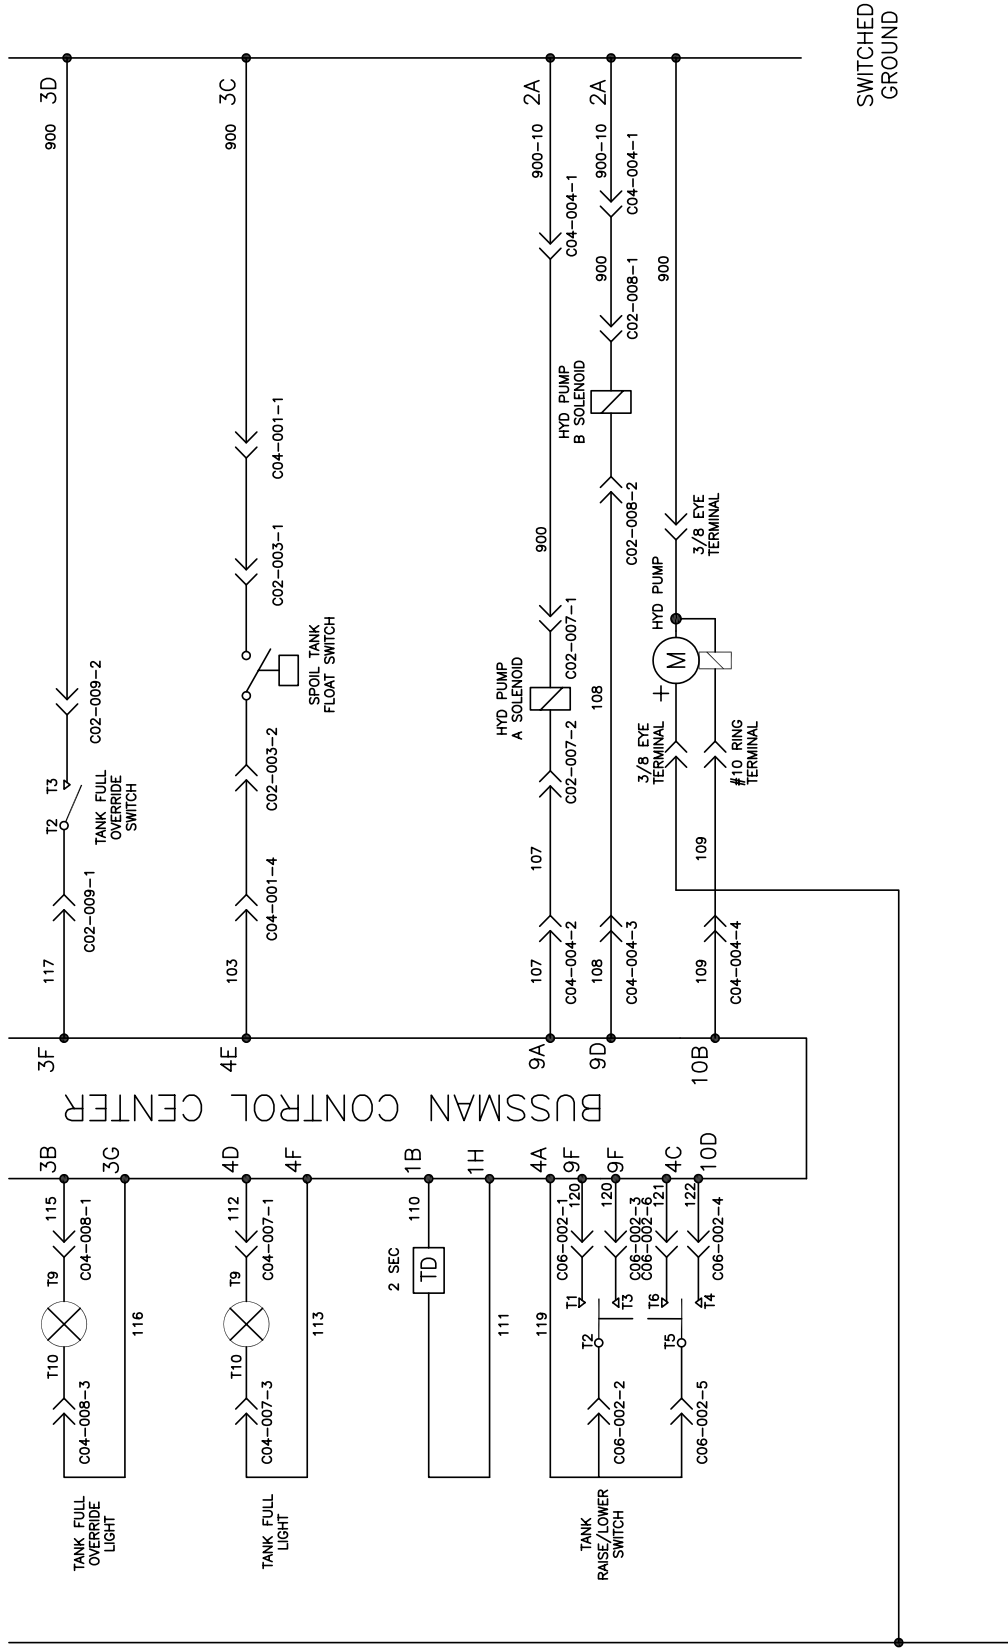 SWITCHED
GROUND
3D
900
C02-009-2
T3
T2
TANK FULL
OVERRIDE
SWITCH
C02-009-1
117
3F
3C
900
C04-001-1
C02-003-1
SPOIL TANK
FLOAT SWITCH
C02-003-2
C04-001-4
103
4E
2A
900-10
C04-004-1
900
C02-007-1
HYD PUMP
A SOLENOID
C02-007-2
107
107
C04-004-2
9A
2A
900-10
C04-004-1
900
C02-008-1
HYD PUMP
B SOLENOID
C02-008-2
108
108
C04-004-3
9D
900
3/8 EYE
TERMINAL
HYD PUMP
M
+
3/8 EYE
TERMINAL
#10 RING
TERMINAL
109
109
C04-004-4
10B
BUSSMAN CONTROL CENTER
3B
3G
115
C04-008-1
T9
T10
C04-008-3
116
TANK FULL
OVERRIDE
LIGHT
4D
4F
112
C04-007-1
T9
T10
C04-007-3
113
TANK FULL
LIGHT
1B
1H
110
2 SEC
TD
111
4A
9F
9F
4C
10D
119
120
C06-002-1
120
C06-002-3
C06-002-6
121
122
C06-002-4
T1
T3
T6
T4
T2
T5
C06-002-2
C06-002-5
TANK
RAISE/LOWER
SWITCH